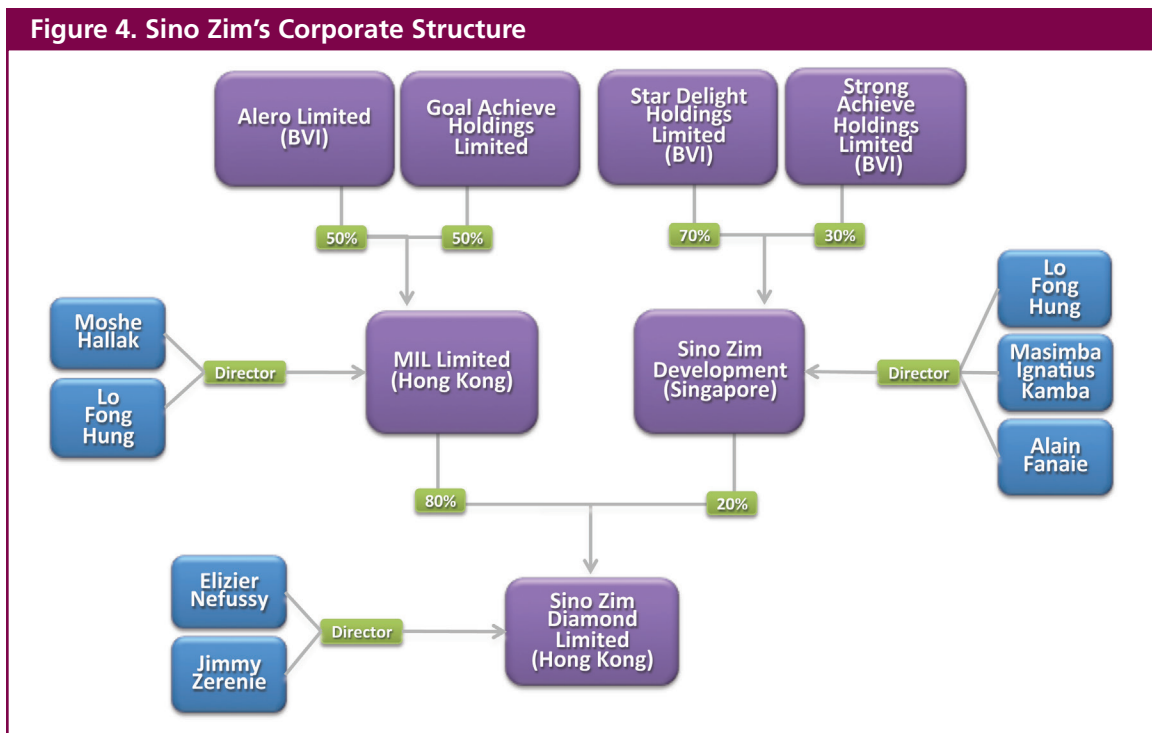 Figure 4. Sino Zim's Corporate Structure
Alero Limited
(BVI)
Goal Achieve
Holdings
Limited
Star Delight
Holdings
Limited
(BVI)
Strong
Achieve
Holdings
Limited
(BVI)
50%
50%
70%
30%
Moshe
Hallak
Lo
Fong
Hung
Director
MIL Limited
(Hong Kong)
Sino Zim
Development
(Singapore)
Director
Lo
Fong
Hung
Masimba
Ignatius
Kamba
Alain
Fanaie
80%
20%
Elizier
Nefussy
Jimmy
Zerenie
Director
Sino Zim
Diamond
Limited
(Hong Kong)